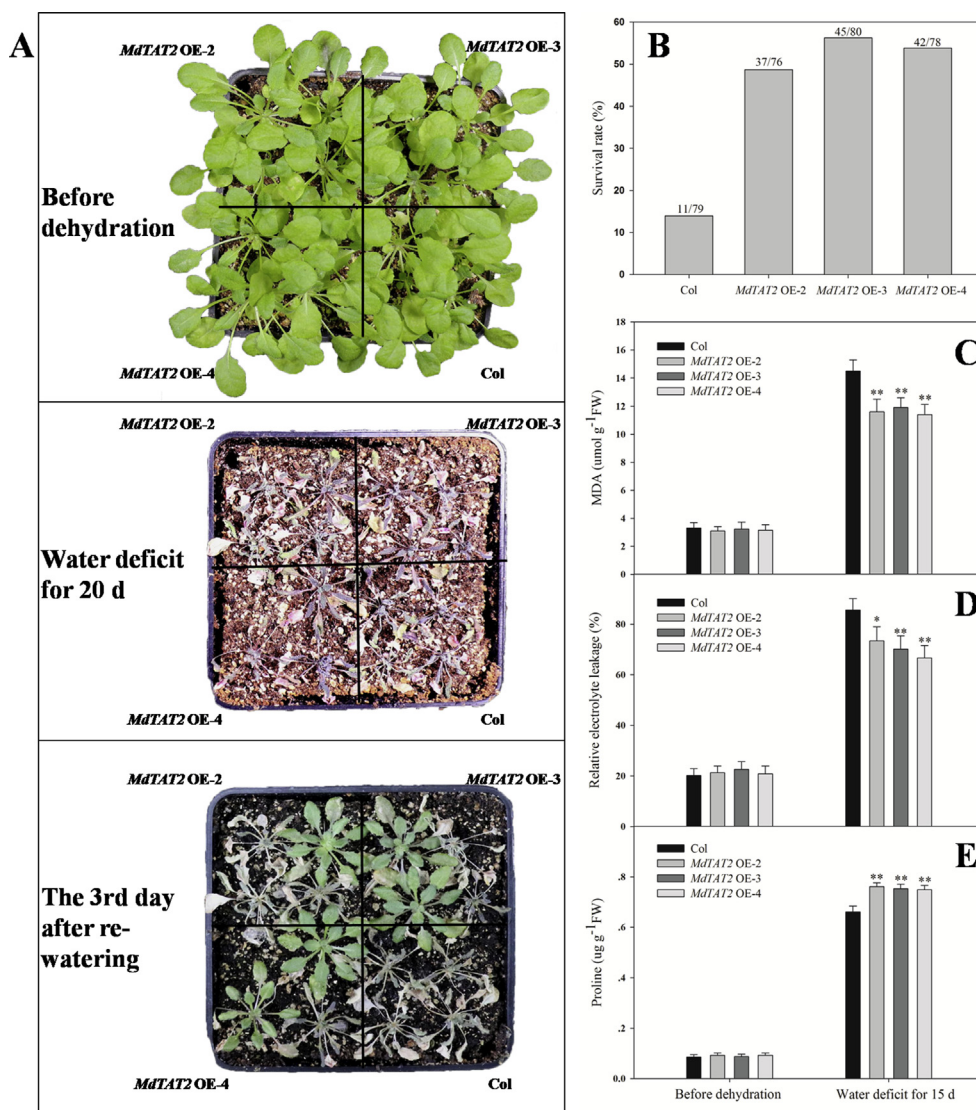 A
MdTAT2 OE-2
MdTAT2 OE-3
Before
dehydration
MdTAT2 OE-4
Col
MdTAT2 OE-2
MdTAT2 OE-3
Water deficit
for 20 d
MdTAT2 OE-4
Col
MdTAT2 OE-2
MdTAT2 OE-3
The 3rd day
after re-
watering
MdTAT2 OE-4
Col
B
Survival rate (%)
60
50
40
30
20
10
0
11/79
37/76
45/80
42/78
Col
MdTAT2 OE-2
MdTAT2 OE-3
MdTAT2 OE-4
C
MDA (umol g⁻¹FW)
18
16
14
12
10
8
6
4
2
0
Col
MdTAT2 OE-2
MdTAT2 OE-3
MdTAT2 OE-4
** ** **
D
Relative electrolyte leakage (%)
80
60
40
20
0
Col
MdTAT2 OE-2
MdTAT2 OE-3
MdTAT2 OE-4
* ** **
E
Proline (ug g⁻¹FW)
.8
.6
.4
.2
0.0
Col
MdTAT2 OE-2
MdTAT2 OE-3
MdTAT2 OE-4
** ** **
Before dehydration
Water deficit for 15 d